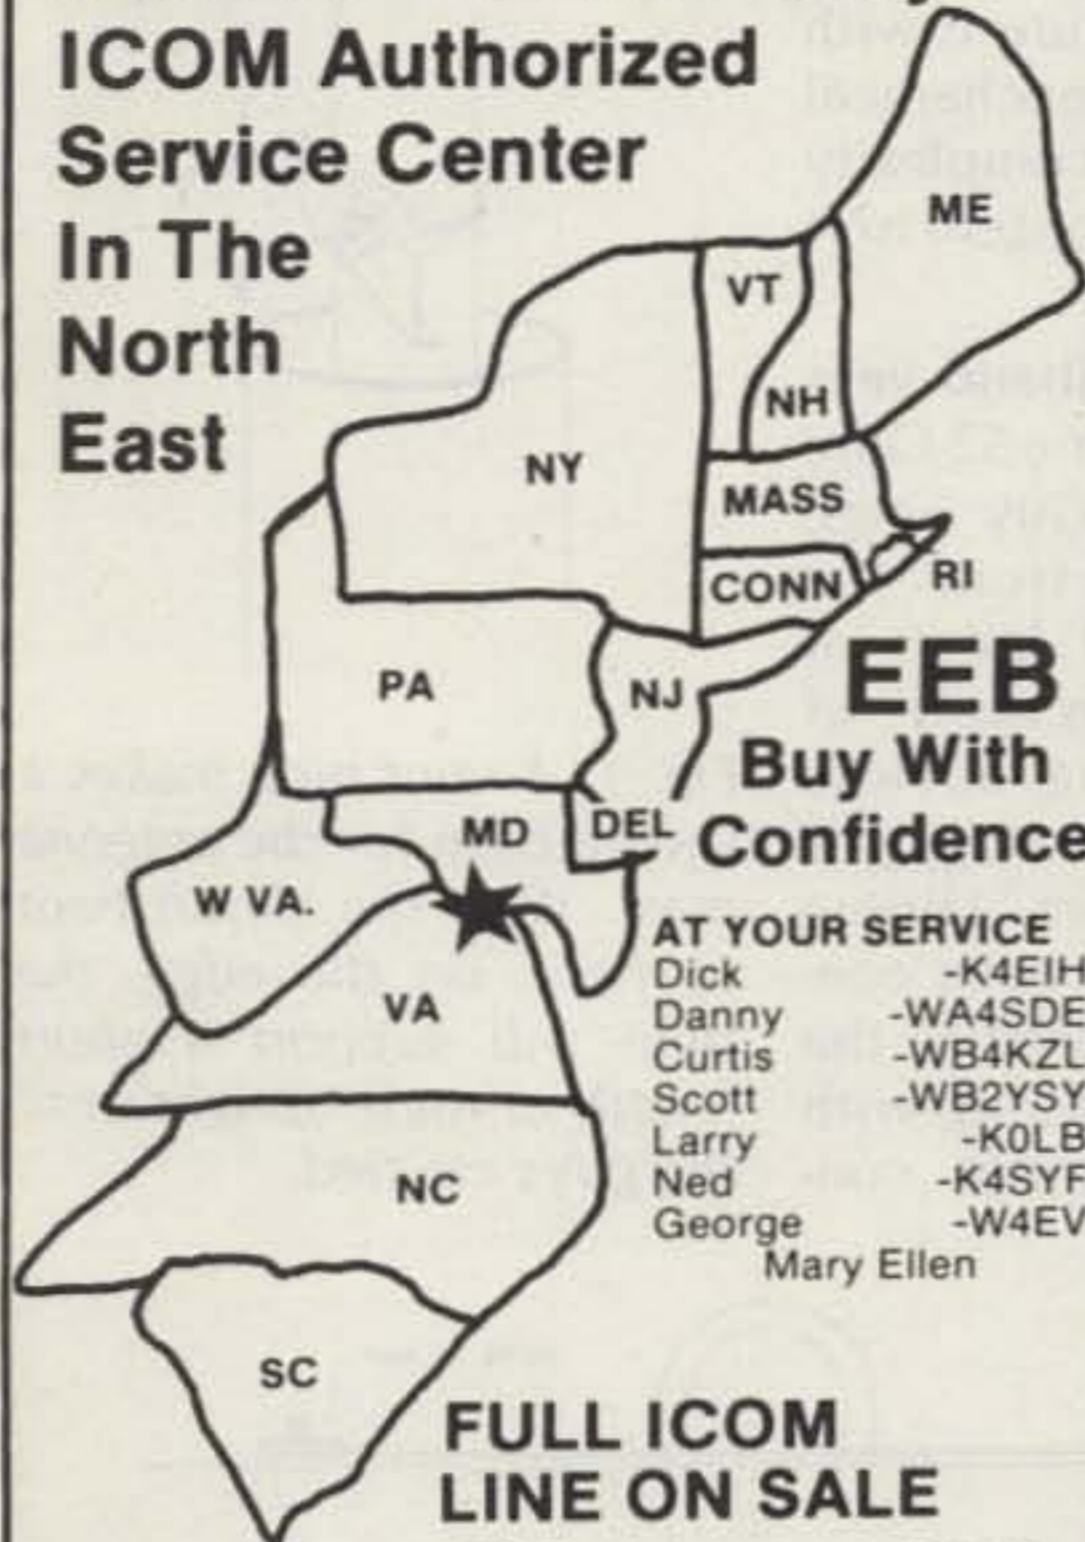 ICOM Authorized
Service Center
In The
North
East
ME
VT
NH
NY
MASS
CONN
RI
PA
NJ
EEB
Buy With
Confidence
MD
DEL
W VA.
VA
AT YOUR SERVICE
Dick -K4EIH
Danny -WA4SDE
Curtis -WB4KZL
Scott -WB2YSY
Larry -K0LB
Ned -K4SYF
George -W4EV
Mary Ellen
NC
SC
FULL ICOM
LINE ON SALE